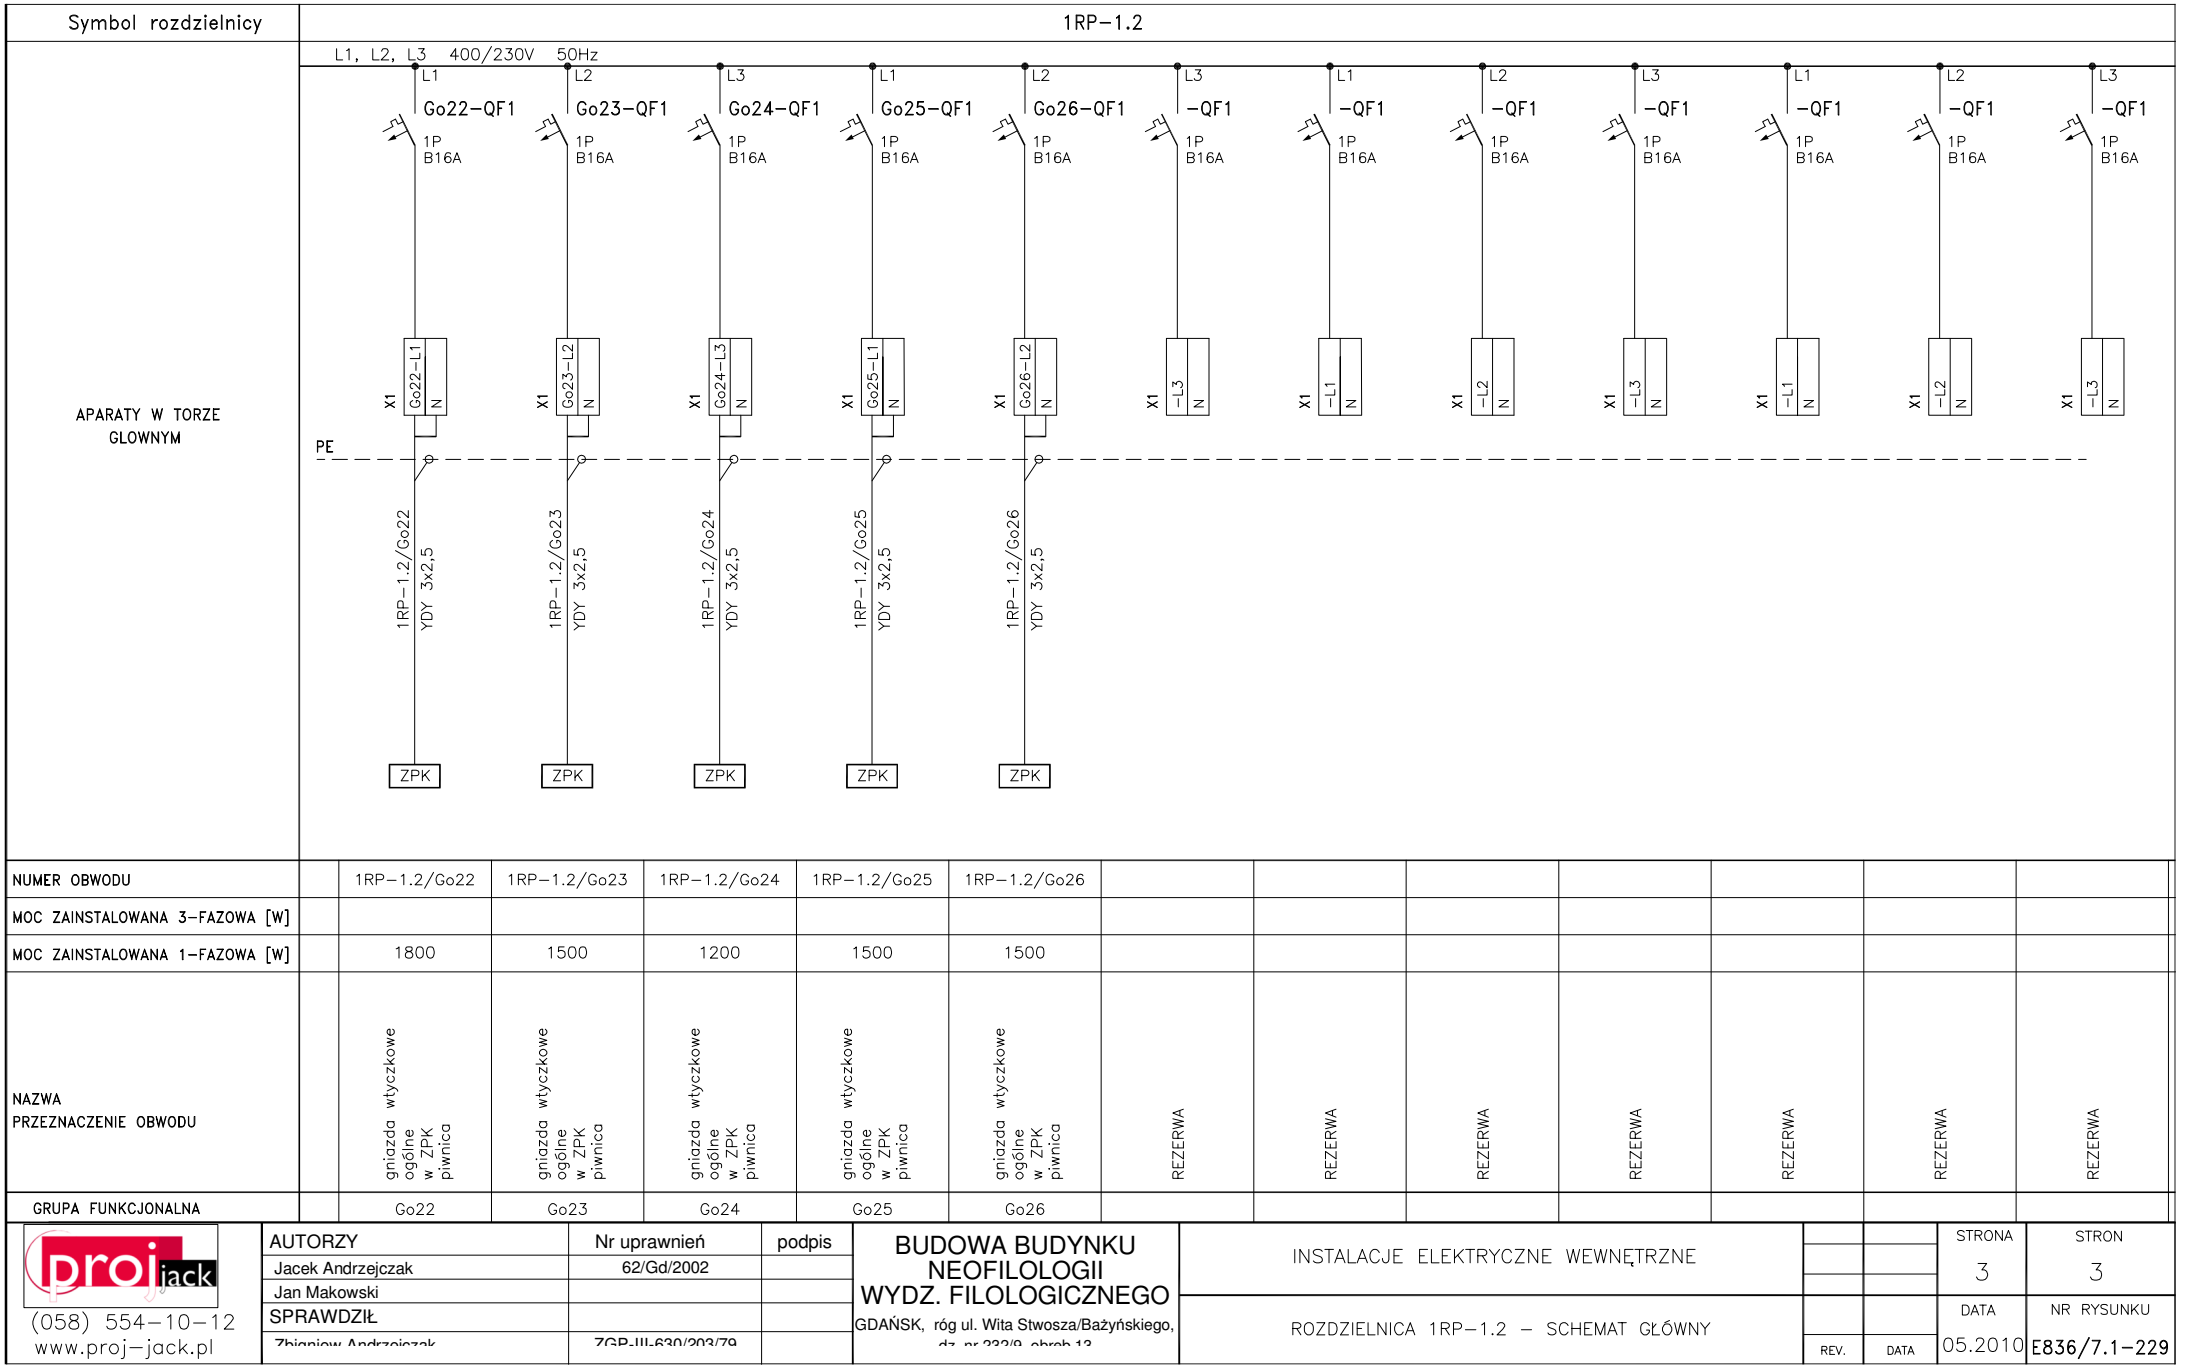 Symbol rozdzielnicy
1RP-1.2
L1, L2, L3 400/230V 50Hz
L1 L2 L3 L1 L2 L3 L1 L2 L3 L1 L2 L3
Go22-QF1 Go23-QF1 Go24-QF1 Go25-QF1 Go26-QF1 -QF1 -QF1 -QF1 -QF1 -QF1 -QF1 -QF1
1P 1P 1P 1P 1P 1P 1P 1P 1P 1P 1P 1P
B16A B16A B16A B16A B16A B16A B16A B16A B16A B16A B16A B16A
X1 Go22-L1 N
X1 Go23-L2 N
X1 Go24-L3 N
X1 Go25-L1 N
X1 Go26-L2 N
X1 -L3 N
X1 -L1 N
X1 -L2 N
X1 -L3 N
X1 -L1 N
X1 -L2 N
X1 -L3 N
APARATY W TORZE
GLOWNYM
PE
1RP-1.2/Go22
YDY 3x2,5
1RP-1.2/Go23
YDY 3x2,5
1RP-1.2/Go24
YDY 3x2,5
1RP-1.2/Go25
YDY 3x2,5
1RP-1.2/Go26
YDY 3x2,5
ZPK ZPK ZPK ZPK ZPK
NUMER OBWODU 1RP-1.2/Go22 1RP-1.2/Go23 1RP-1.2/Go24 1RP-1.2/Go25 1RP-1.2/Go26
MOC ZAINSTALOWANA 3-FAZOWA [W]
MOC ZAINSTALOWANA 1-FAZOWA [W] 1800 1500 1200 1500 1500
NAZWA
PRZEZNACZENIE OBWODU
gniazda wtyczkowe
ogólne
w ZPK
piwnica
gniazda wtyczkowe
ogólne
w ZPK
piwnica
gniazda wtyczkowe
ogólne
w ZPK
piwnica
gniazda wtyczkowe
ogólne
w ZPK
piwnica
gniazda wtyczkowe
ogólne
w ZPK
piwnica
REZERWA
REZERWA
REZERWA
REZERWA
REZERWA
REZERWA
REZERWA
GRUPA FUNKCJONALNA Go22 Go23 Go24 Go25 Go26
proj jack
(058) 554-10-12
www.proj-jack.pl
AUTORZY Nr uprawnień podpis
Jacek Andrzejczak 62/Gd/2002
Jan Makowski
SPRAWDZIŁ
Zbigniew Andrzejczak ZGP-III-630/203/79
BUDOWA BUDYNKU
NEOFILOLOGII
WYDZ. FILOLOGICZNEGO
GDAŃSK, róg ul. Wita Stwosza/Bażyńskiego,
dz. nr 232/9, obręb 13
INSTALACJE ELEKTRYCZNE WEWNĘTRZNE
ROZDZIELNICA 1RP-1.2 - SCHEMAT GŁÓWNY
REV. DATA
STRONA STRON
3 3
DATA NR RYSUNKU
05.2010 E836/7.1-229